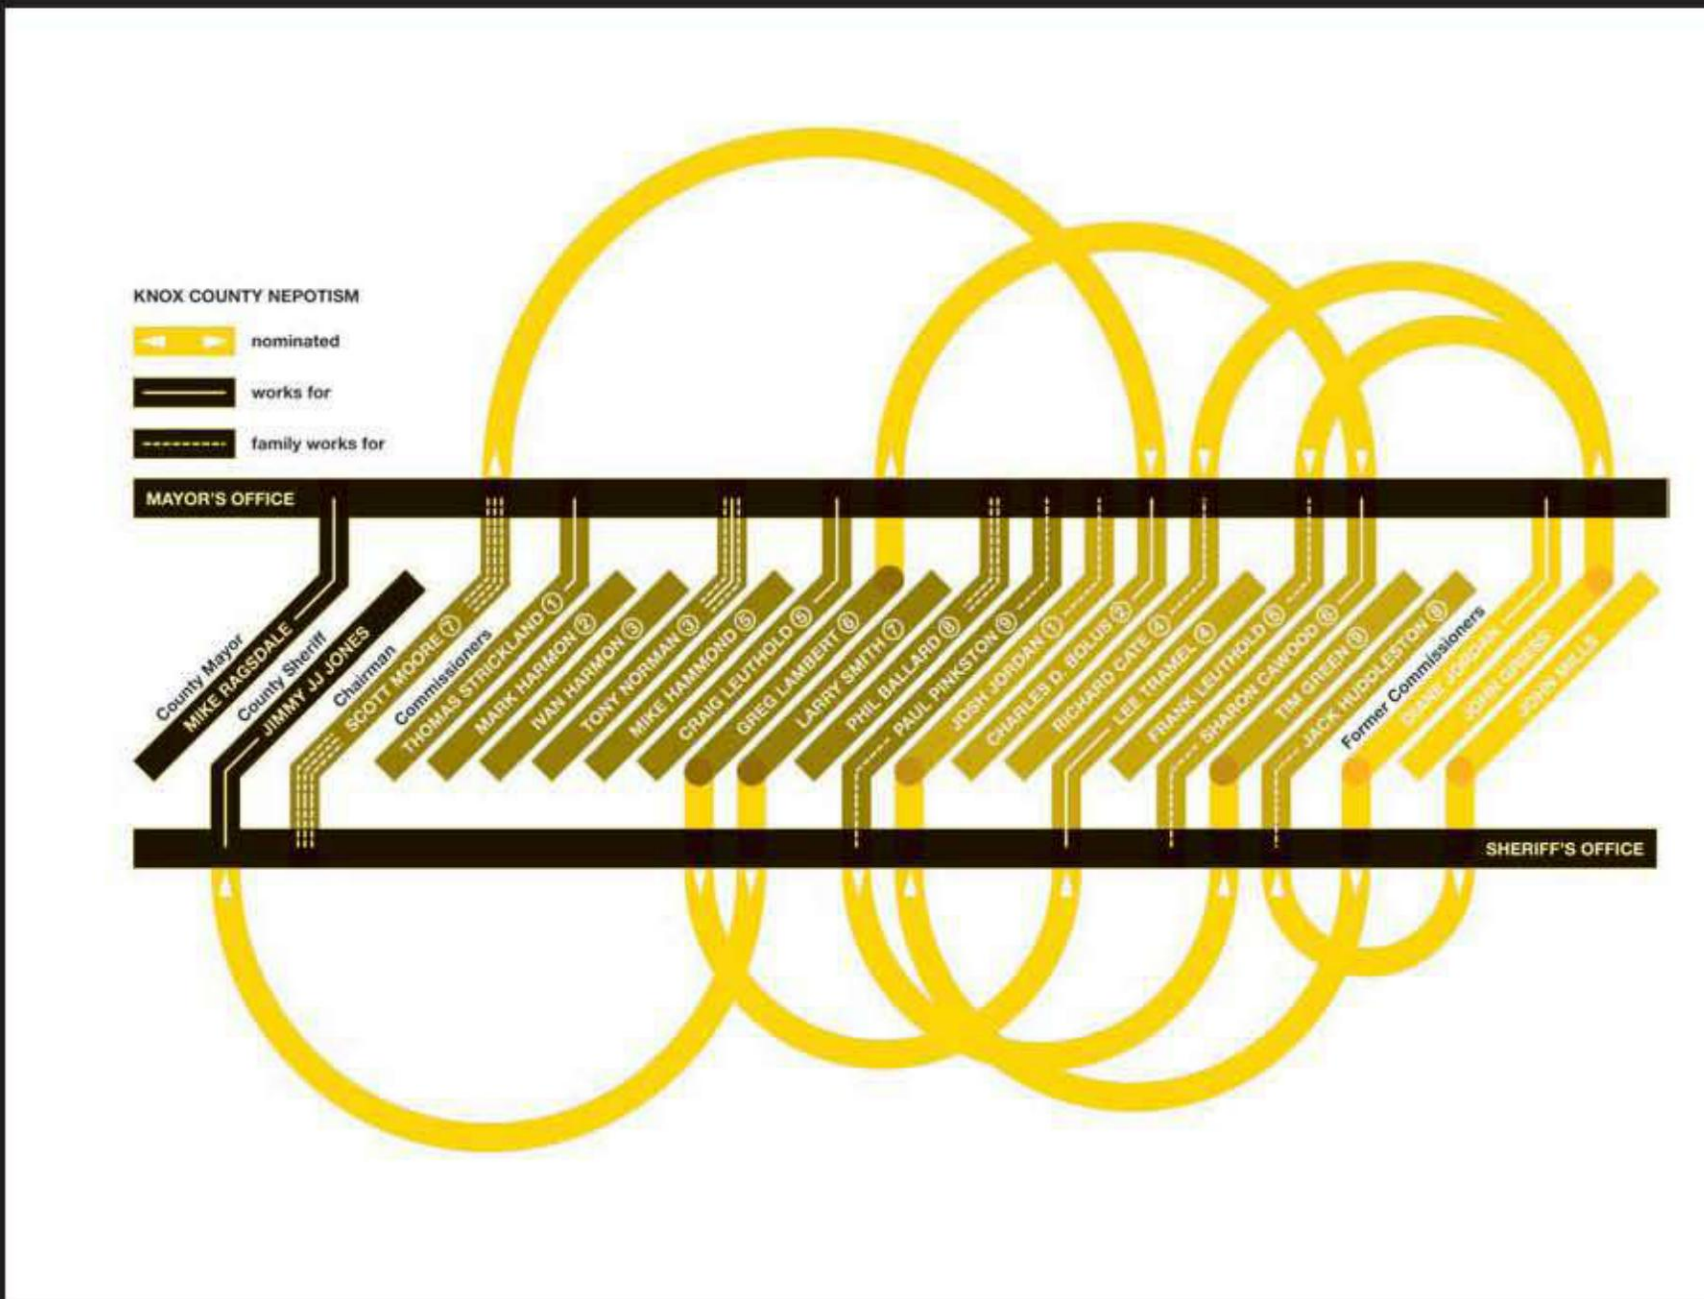 KNOX COUNTY NEPOTISM
nominated
works for
family works for
MAYOR'S OFFICE
County Mayor
MIKE RAGSDALE
County Sheriff
JIMMY JJ JONES
Chairman
SCOTT MOORE 7
Commissioners
THOMAS STRICKLAND 1
MARK HARMON 2
IVAN HARMON 3
TONY NORMAN 3
MIKE HAMMOND 5
CRAIG LEUTHOLD 5
GREG LAMBERT 6
LARRY SMITH 7
PHIL BALLARD 8
PAUL PINKSTON 9
JOSH JORDAN 1
CHARLES D. BOLUS 2
RICHARD CATE 4
LEE TRAMEL 4
FRANK LEUTHOLD 5
SHARON CAWOOD 6
TIM GREEN
JACK HUDDLESTON
Former Commissioners
DIANE JORDAN
JOHN
JOHN MILLS
SHERIFF'S OFFICE